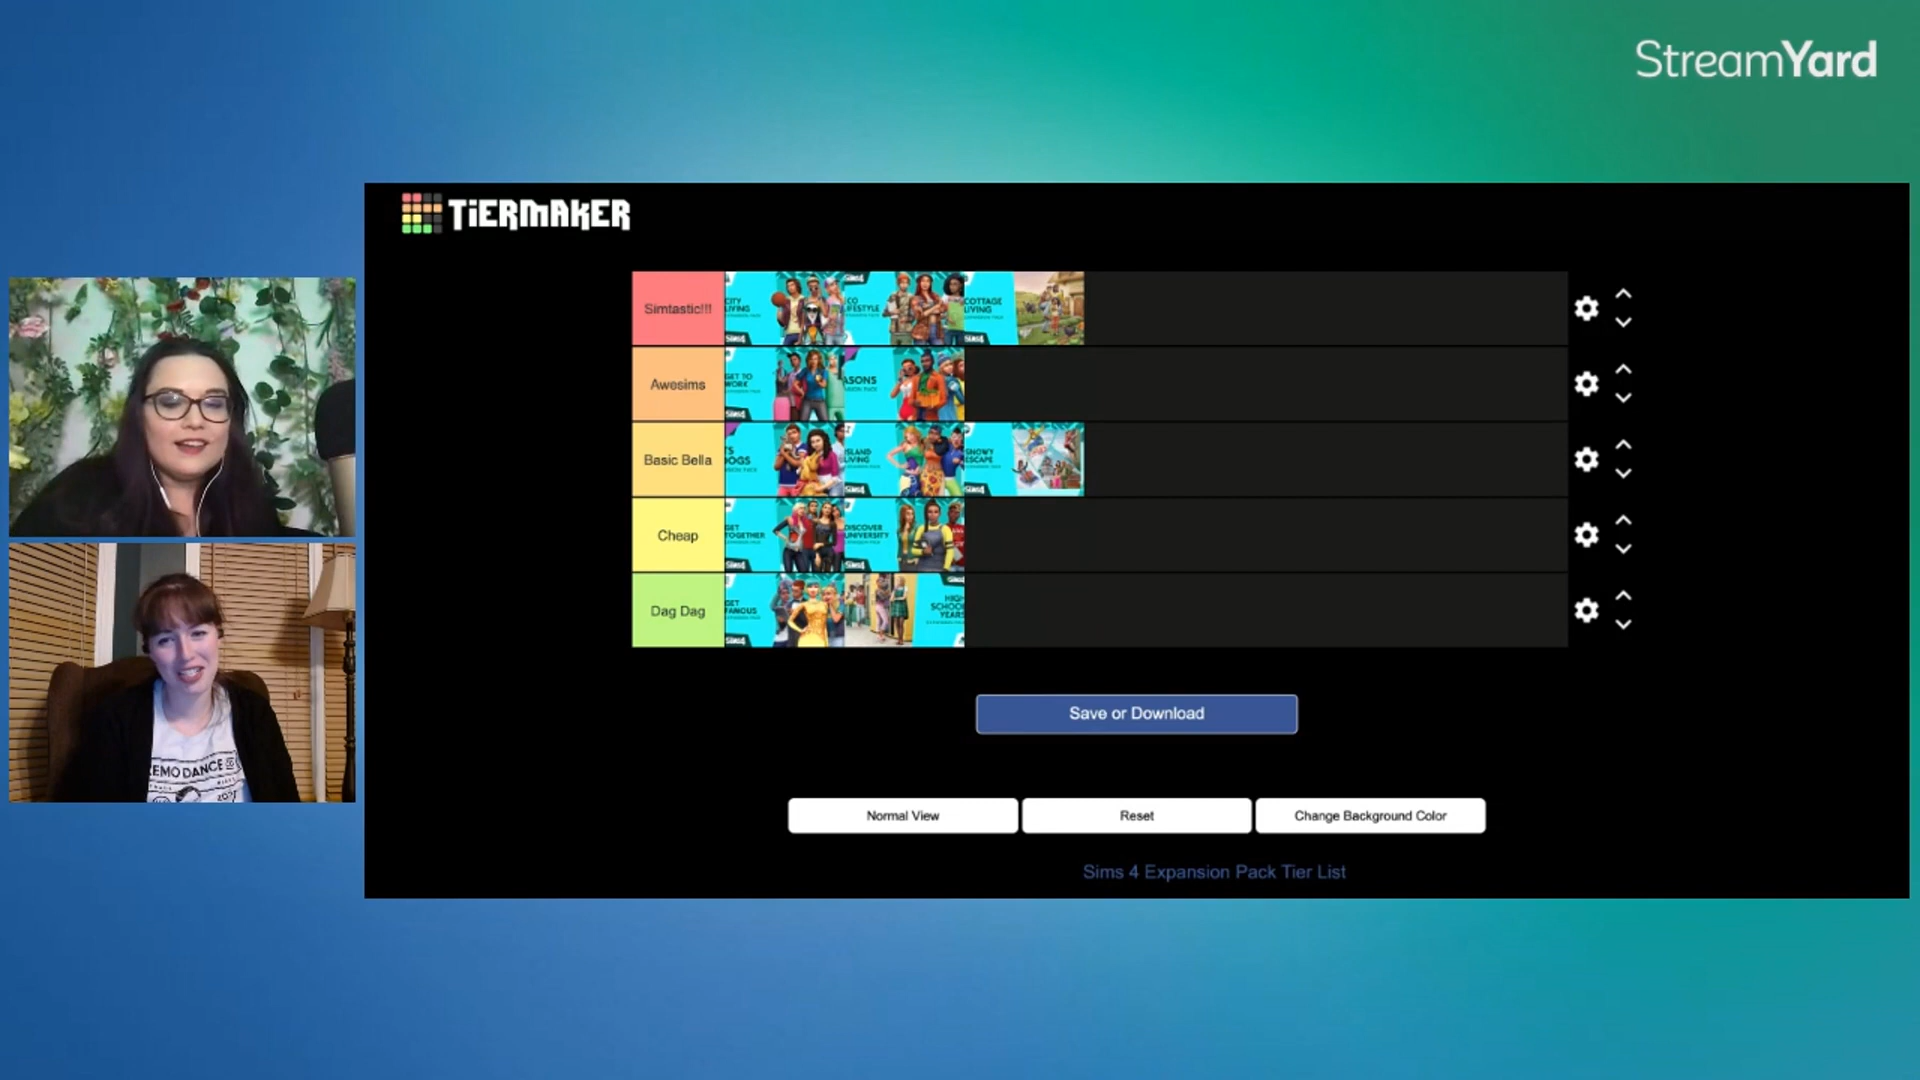 StreamYard
TiERMAKER
Simtastic!!!
CITY
LIVING
LIFESTYLE
COTTAGE
LIVING
Awesims
GET TO
WORK
ASONS
Basic Bella
DOGS
ISLAND
LIVING
SNOWY
ESCAPE
Cheap
GET
TOGETHER
DISCOVER
UNIVERSITY
Dag Dag
GET
FAMOUS
HIGH
SCHOOL
YEARS
Save or Download
Normal View
Reset
Change Background Color
Sims 4 Expansion Pack Tier List
EMO DANCE